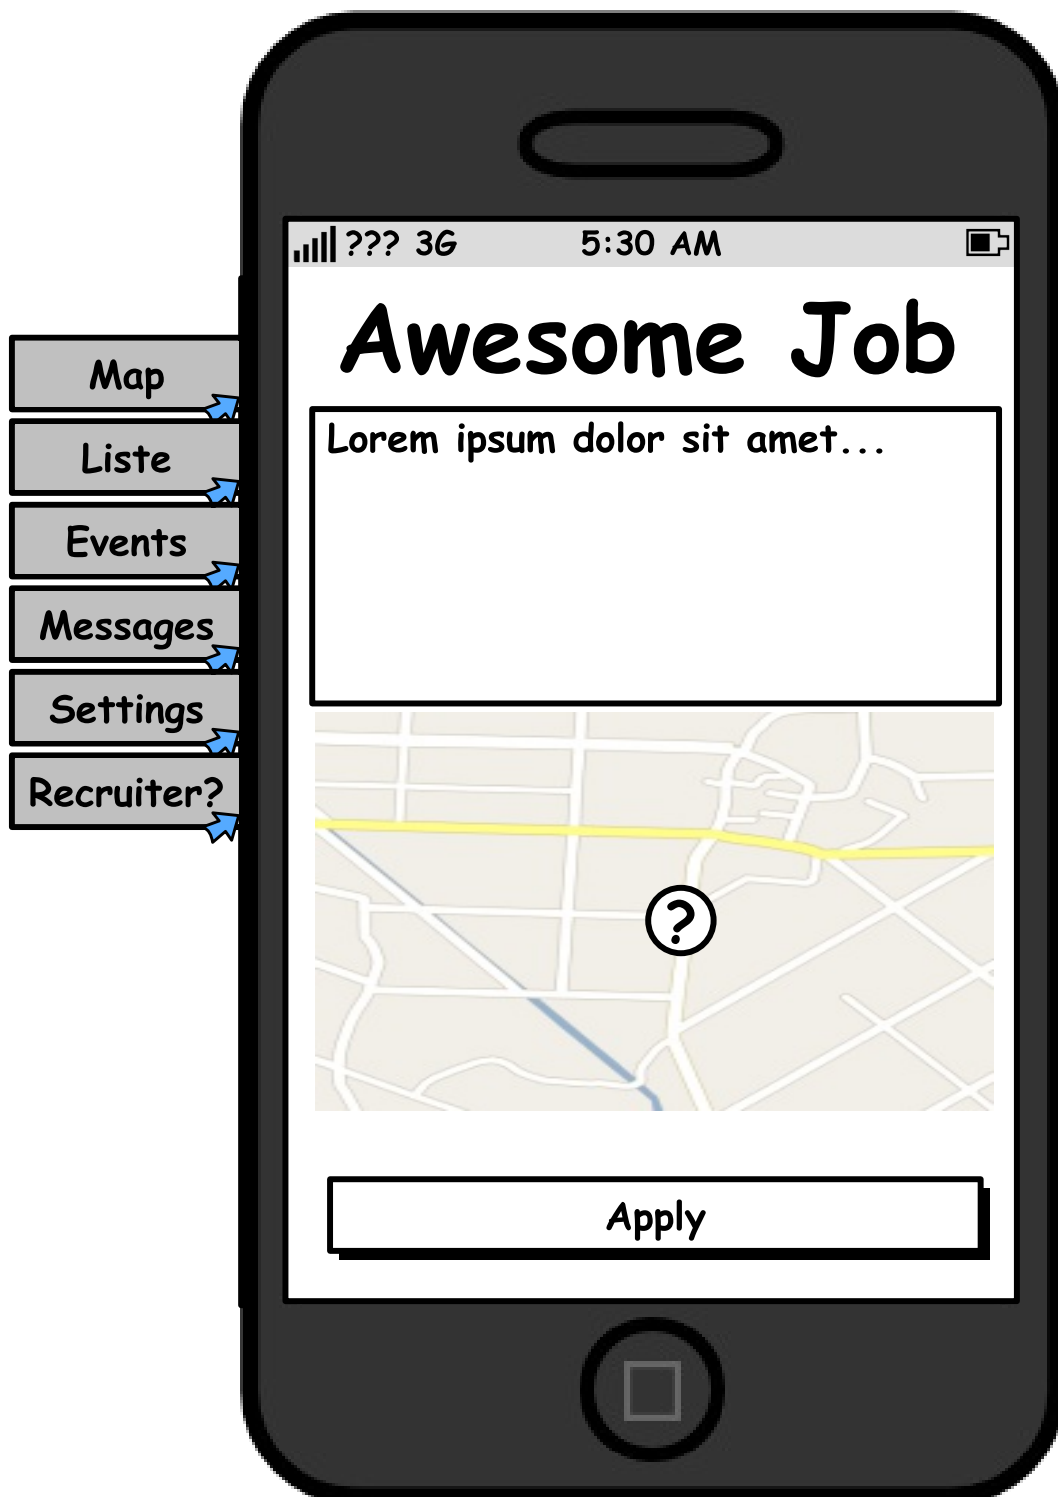 ??? 3G 5:30 AM
Awesome Job
Map
Liste
Events
Messages
Settings
Recruiter?
Lorem ipsum dolor sit amet...
?
Apply